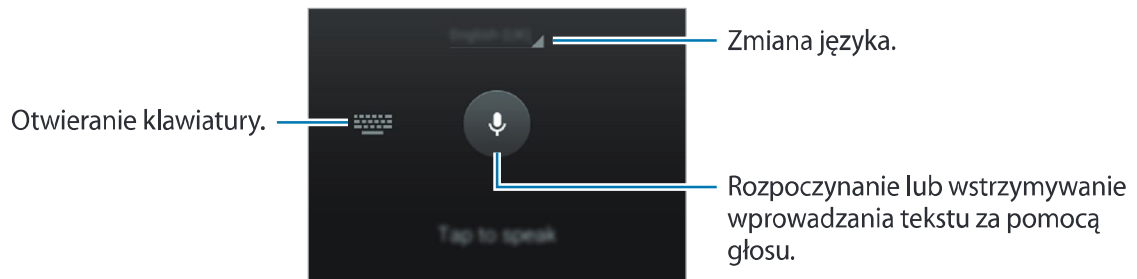 English (UK)
Zmiana języka.
Otwieranie klawiatury.
Rozpoczynanie lub wstrzymywanie
wprowadzania tekstu za pomocą
głosu.
Tap to speak